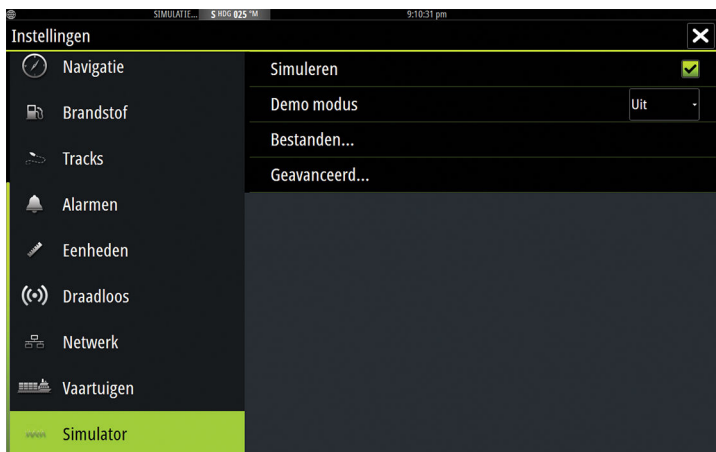 SIMULATIE... S HDG 025 °M 9:10:31 pm
Instellingen
Navigatie
Brandstof
Tracks
Alarmen
Eenheden
Draadloos
Netwerk
Vaartuigen
Simulator
Simuleren
Demo modus Uit
Bestanden...
Geavanceerd...